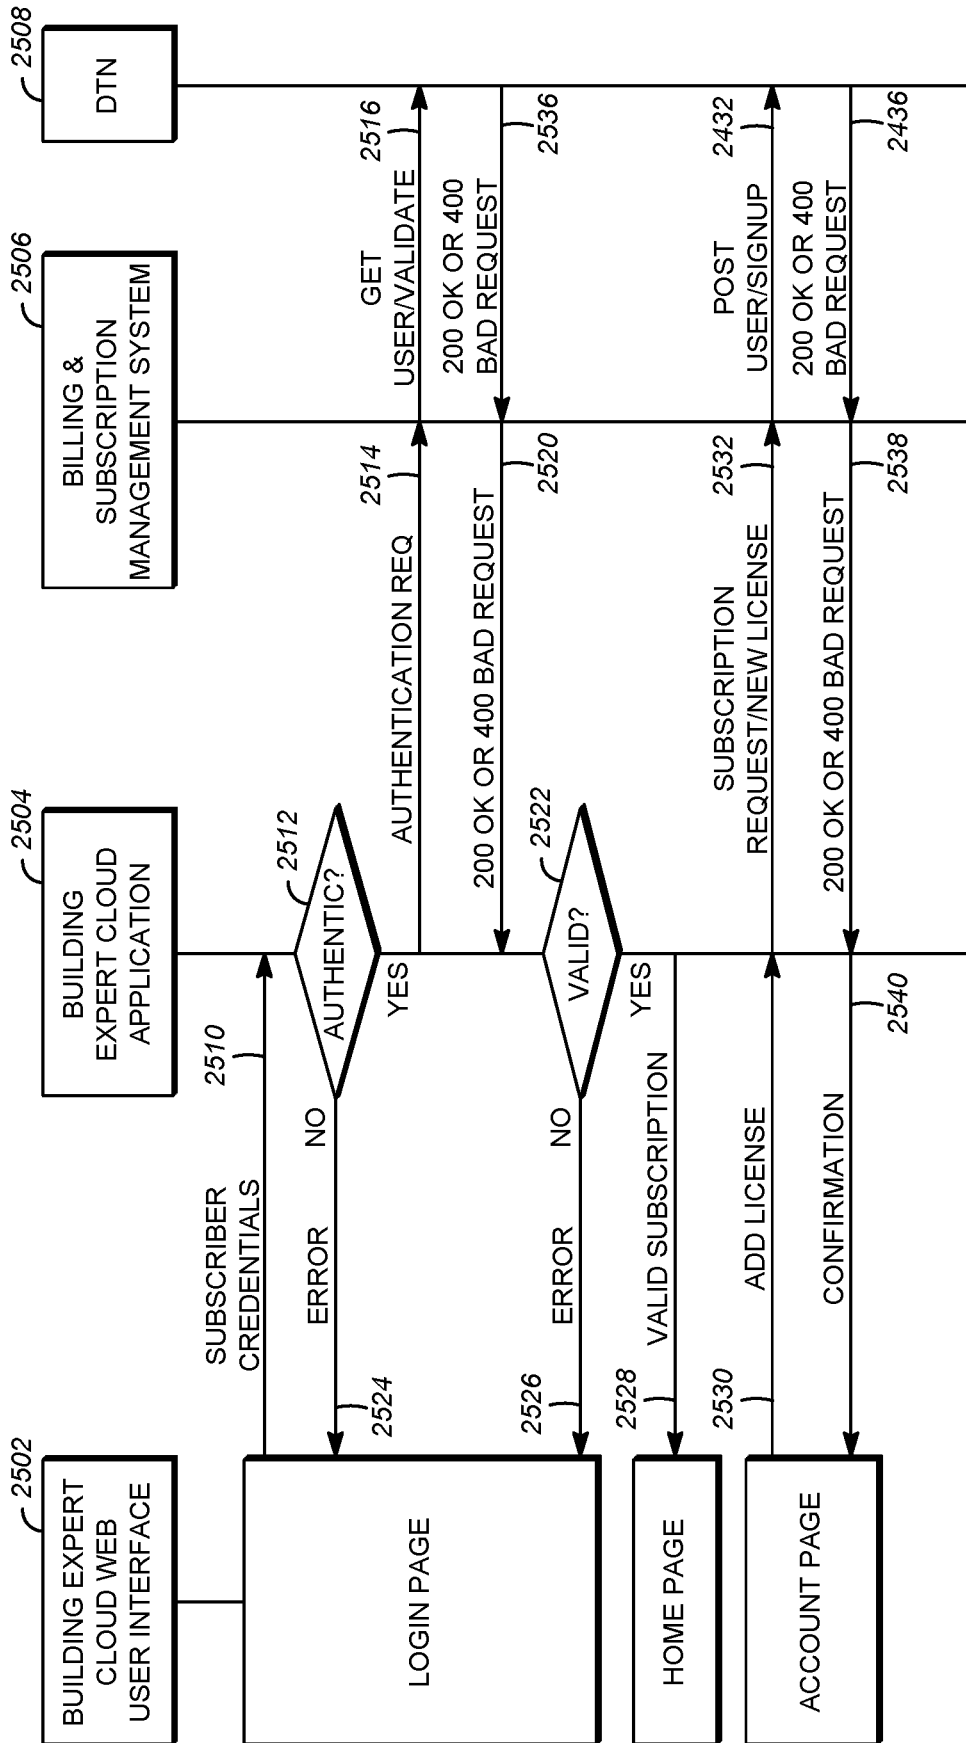 2502
BUILDING EXPERT
CLOUD WEB
USER INTERFACE
2504
BUILDING
EXPERT CLOUD
APPLICATION
2506
BILLING &
SUBSCRIPTION
MANAGEMENT SYSTEM
2508
DTN
LOGIN PAGE
SUBSCRIBER
CREDENTIALS
2510
2512
AUTHENTIC?
NO
ERROR
2524
YES
AUTHENTICATION REQ
2514
GET
USER/VALIDATE
2516
200 OK OR 400
BAD REQUEST
2536
200 OK OR 400 BAD REQUEST
2520
2522
VALID?
NO
ERROR
2526
YES
VALID SUBSCRIPTION
2528
HOME PAGE
ACCOUNT PAGE
2530
ADD LICENSE
SUBSCRIPTION
REQUEST/NEW LICENSE
2532
POST
USER/SIGNUP
2432
200 OK OR 400
BAD REQUEST
2436
200 OK OR 400 BAD REQUEST
2538
CONFIRMATION
2540